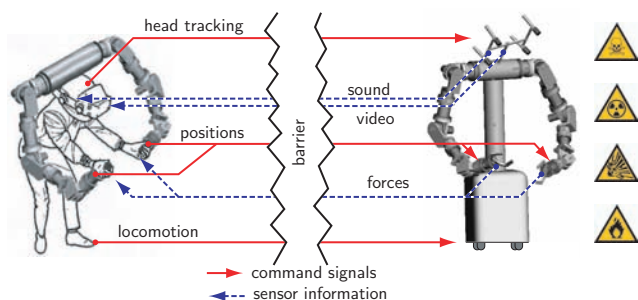 head tracking
sound
video
positions
barrier
forces
locomotion
command signals
sensor information